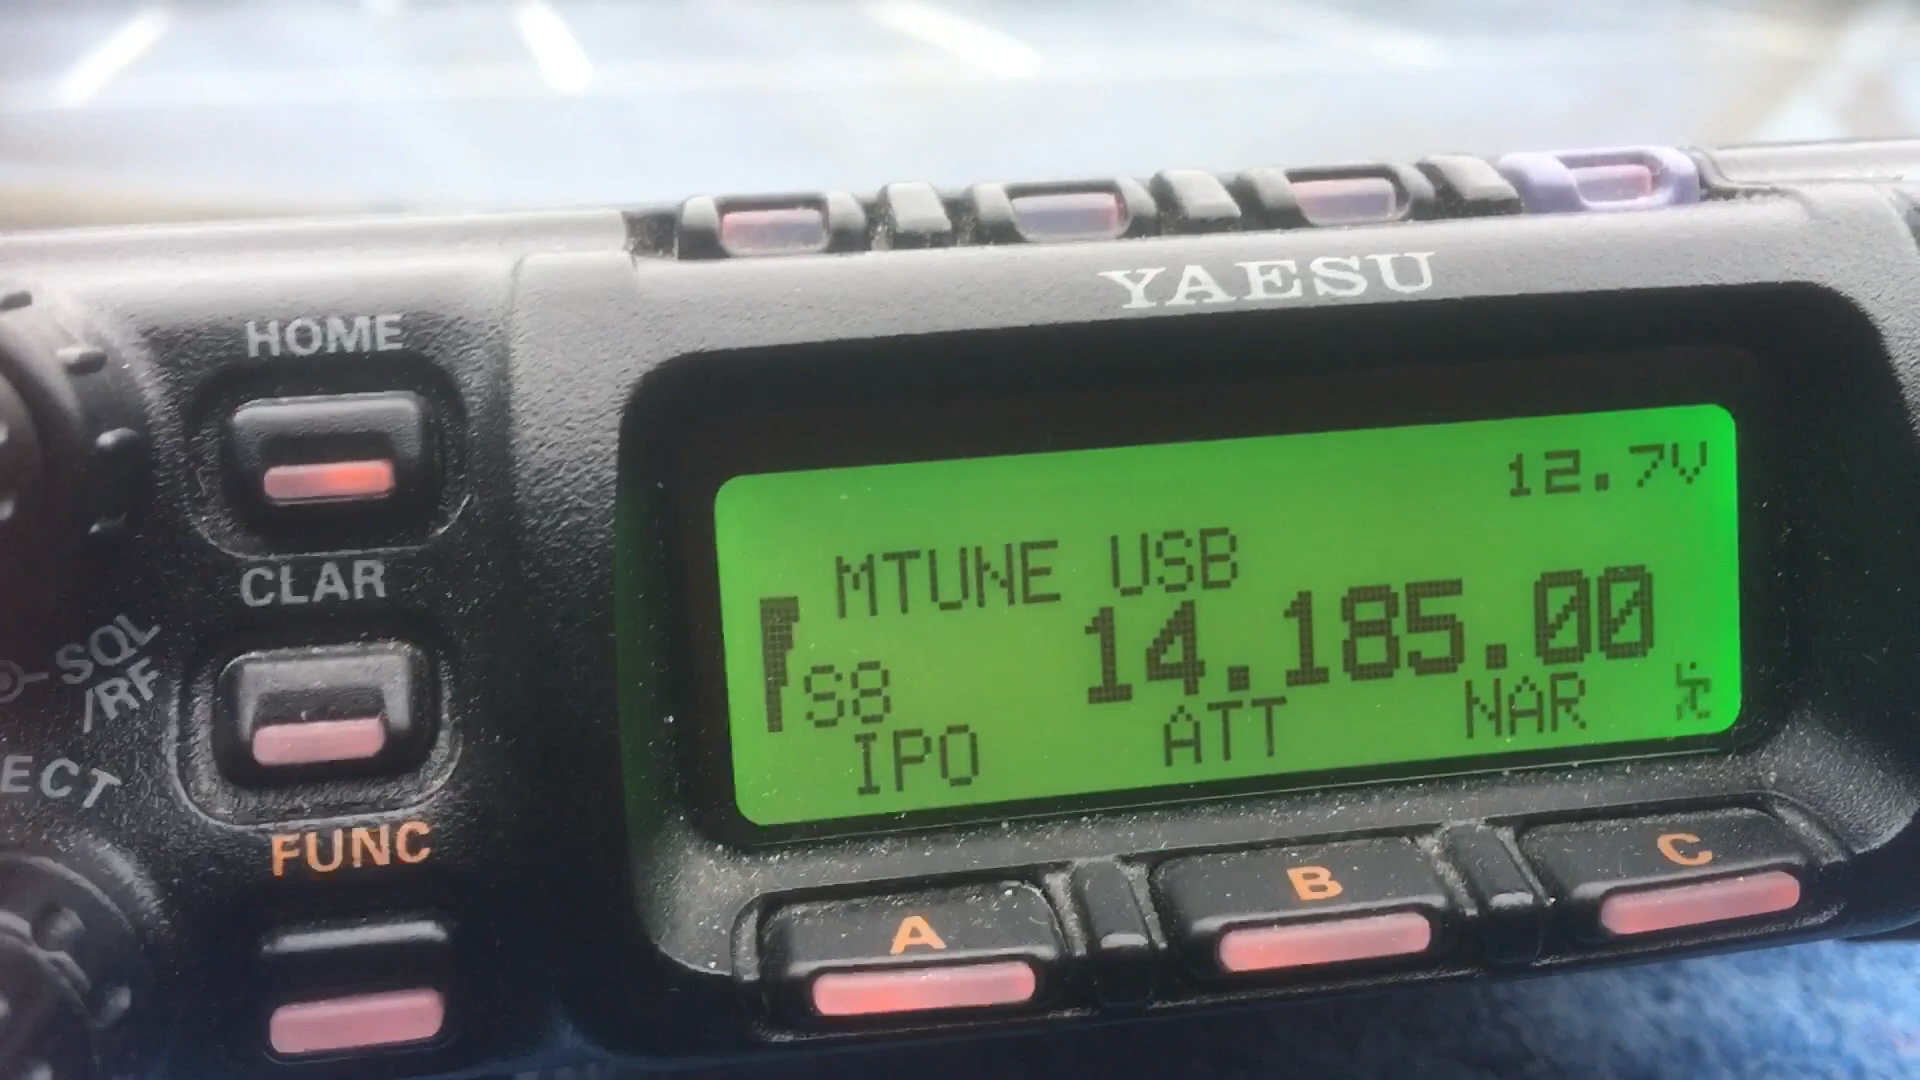 YAESU
HOME
12.7V
MTUNE USB
CLAR
14.185.00
SQL
/RF
S8
IPO ATT NAR
ECT
FUNC
A B C